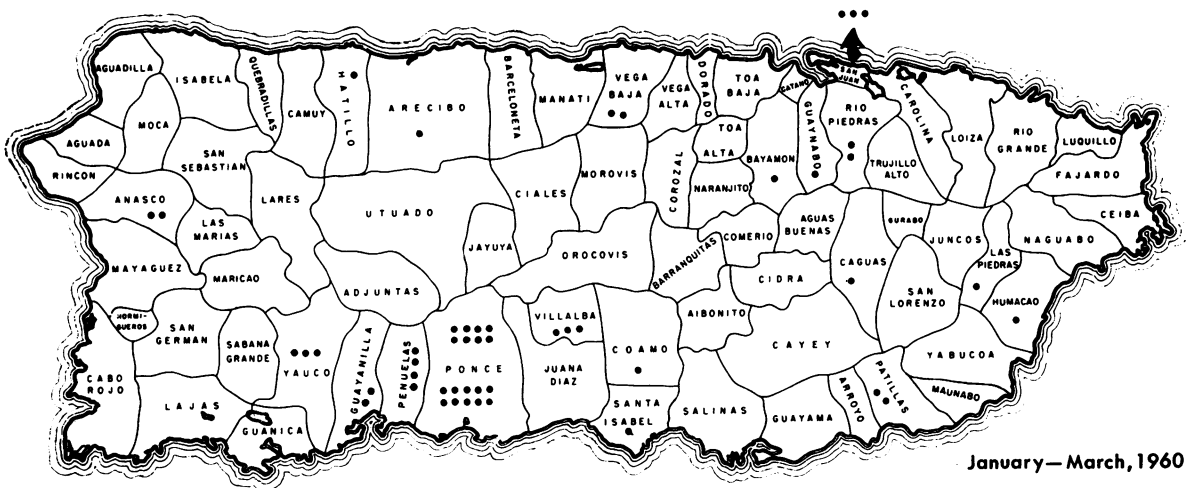 AGUADILLA
ISABELA
QUEBRADILLAS
CAMUY
HATILLO
ARECIBO
BARCELONETA
MANATI
VEGA
BAJA
VEGA
ALTA
DORADO
TOA
BAJA
CATANO
SAN
JUAN
GUAYNABO
RIO
PIEDRAS
CAROLINA
LOIZA
RIO
GRANDE
LUQUILLO
FAJARDO
CEIBA
MOCA
AGUADA
RINCON
SAN
SEBASTIAN
ANASCO
LAS
MARIAS
LARES
UTUADO
CIALES
MOROVIS
COROZAL
TOA
ALTA
NARANJITO
BAYAMON
TRUJILLO
ALTO
AGUAS
BUENAS
GURABO
JUNCOS
LAS
PIEDRAS
NAGUABO
MAYAGUEZ
MARICAO
ADJUNTAS
JAYUYA
OROCOVIS
BARRANQUITAS
COMERIO
CIDRA
CAGUAS
SAN
LORENZO
HUMACAO
HORMI-
GUEROS
SAN
GERMAN
SABANA
GRANDE
YAUCO
GUAYANILLA
PENUELAS
PONCE
VILLALBA
JUANA
DIAZ
COAMO
AIBONITO
CAYEY
YABUCOA
CABO
ROJO
LAJAS
GUANICA
SANTA
ISABEL
SALINAS
GUAYAMA
ARROYO
PATILLAS
MAUNABO
January—March, 1960